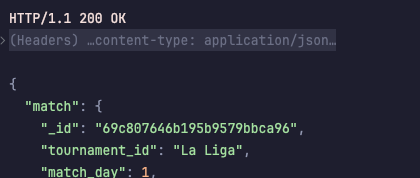 HTTP/1.1 200 OK
(Headers) …content-type: application/json…
{
"match": {
"_id": "69c807646b195b9579bbca96",
"tournament_id": "La Liga",
"match_day": 1,